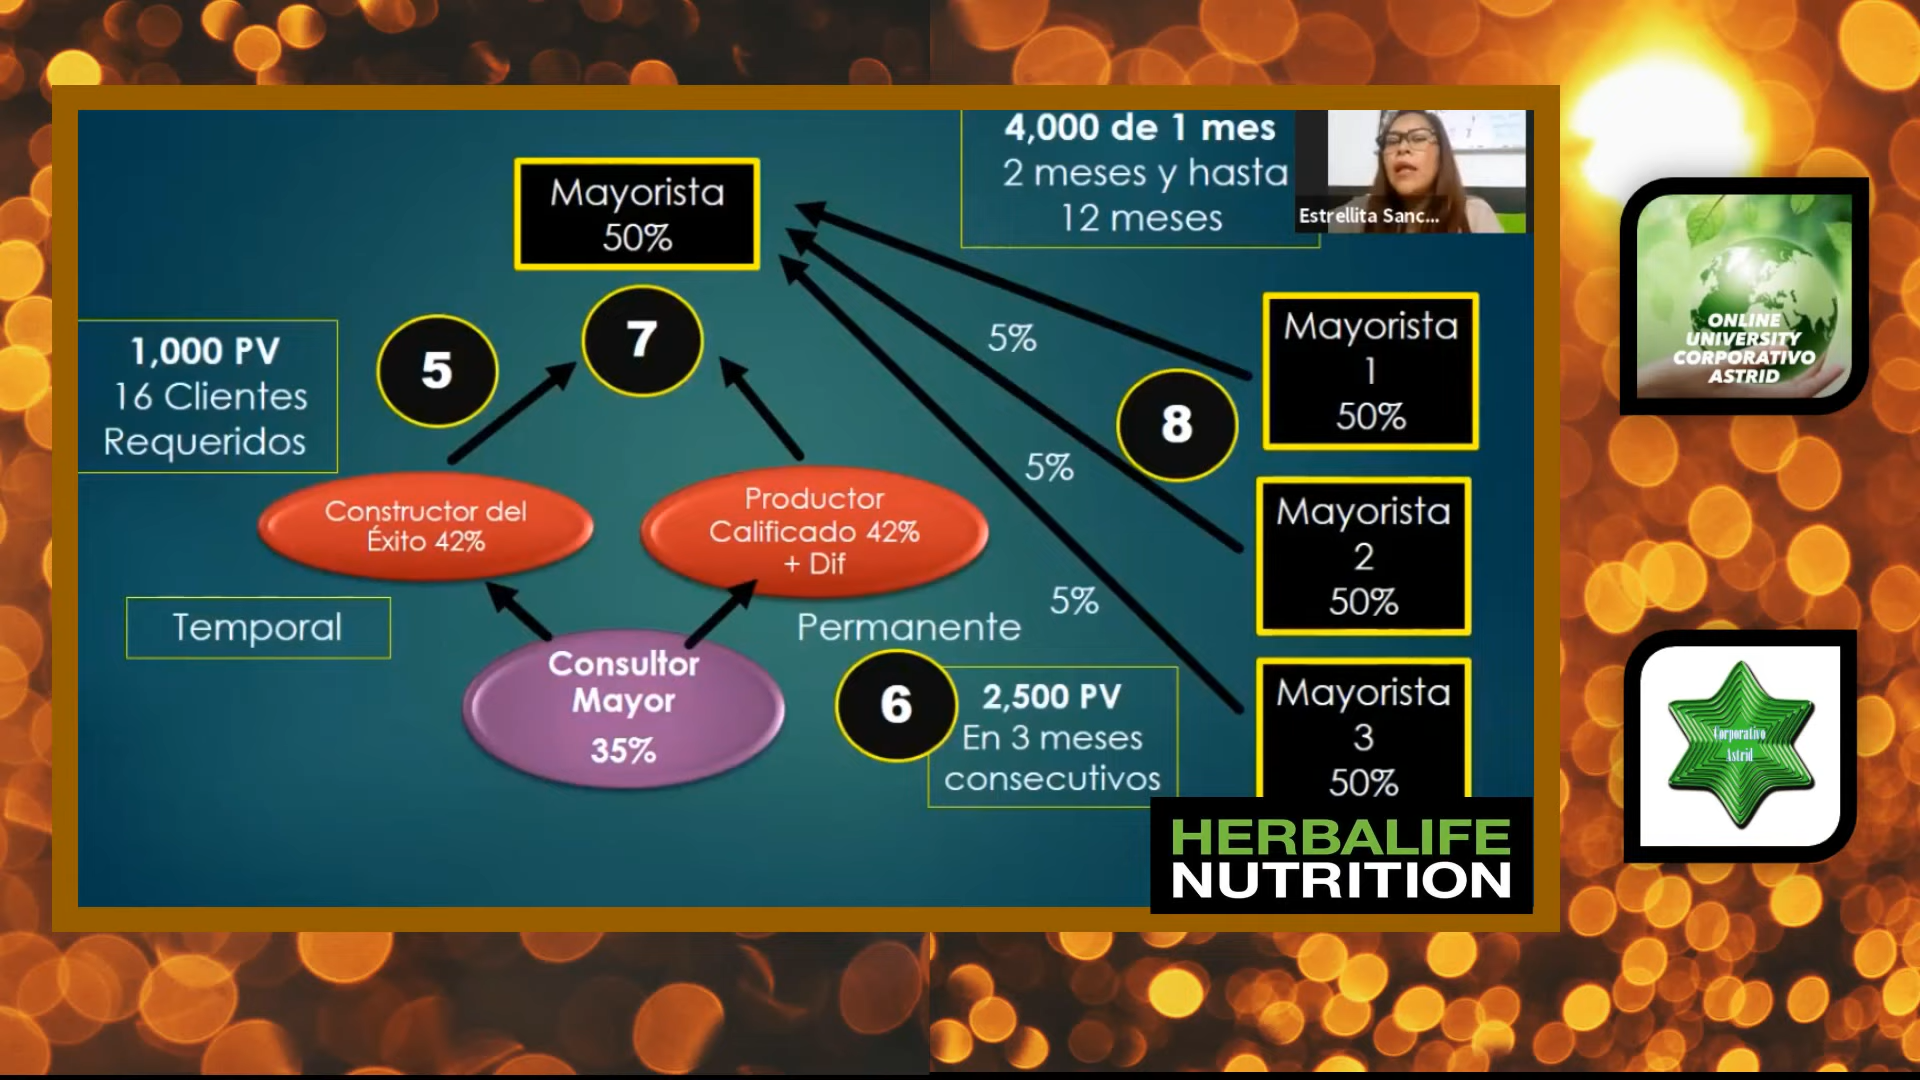 4,000 de 1 mes
2 meses y hasta
12 meses
Estrellita Sanc...
Mayorista
50%
1,000 PV
16 Clientes
Requeridos
5
7
5%
5%
5%
8
Mayorista
1
50%
Mayorista
2
50%
Mayorista
3
50%
Constructor del
Éxito 42%
Productor
Calificado 42%
+ Dif
Temporal
Permanente
Consultor
Mayor
35%
6
2,500 PV
En 3 meses
consecutivos
HERBALIFE
NUTRITION
ONLINE
UNIVERSITY
CORPORATIVO
ASTRID
Corporativo
Astrid